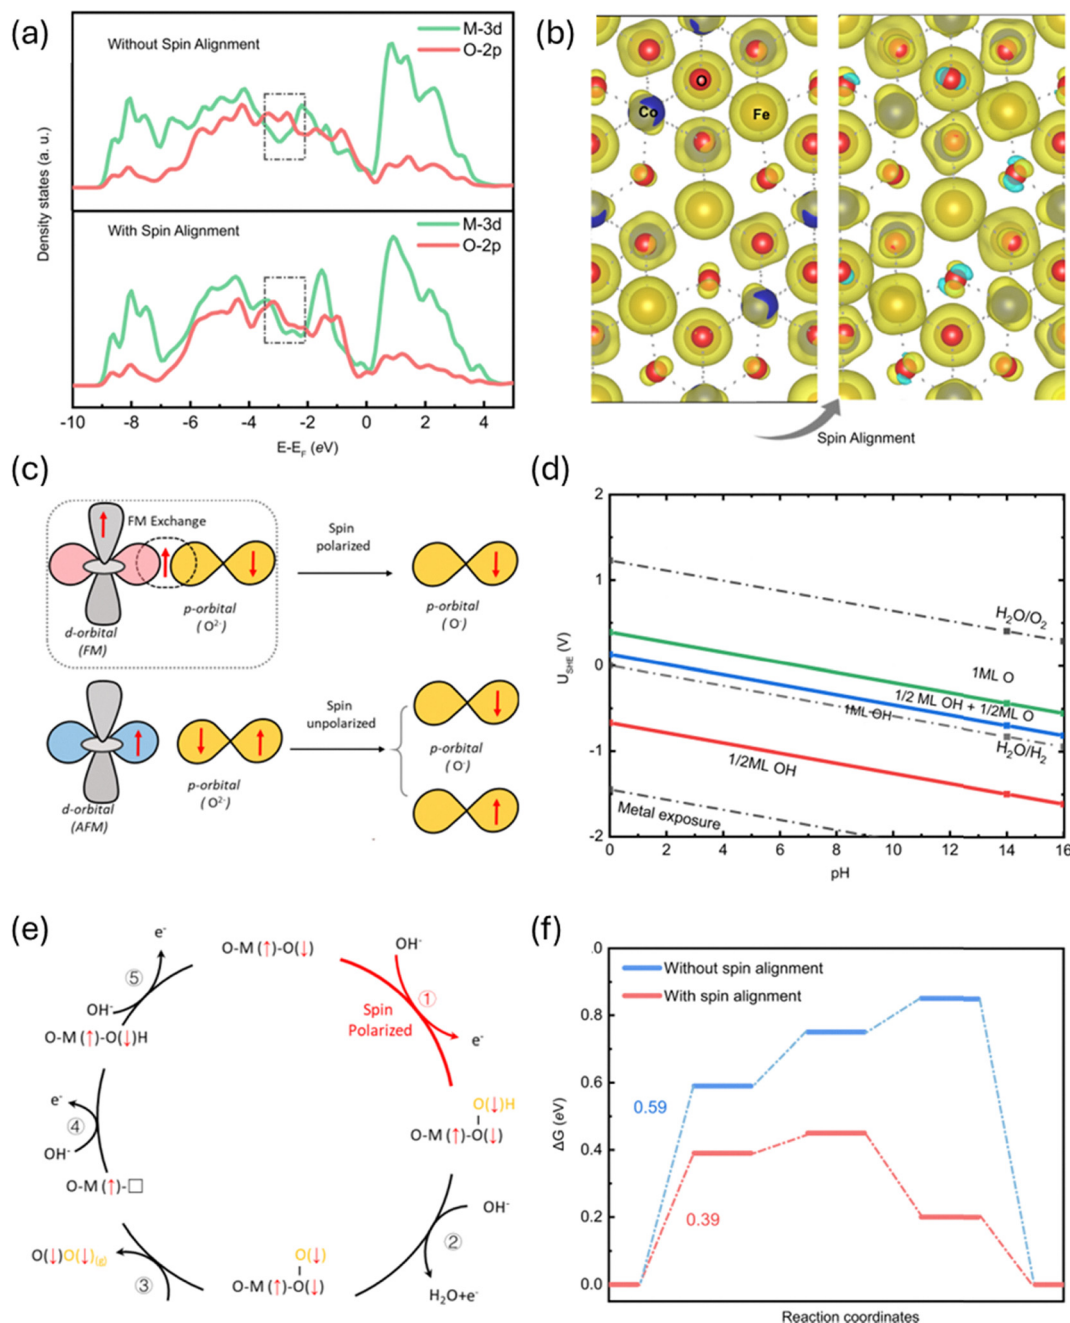 (a)
Without Spin Alignment
M-3d
O-2p
With Spin Alignment
M-3d
O-2p
Density states (a. u.)
-10 -8 -6 -4 -2 0 2 4
E-E_F (eV)
(b)
O
Co
Fe
Spin Alignment
(c)
FM Exchange
p-orbital
(O²⁻)
d-orbital
(FM)
Spin
polarized
p-orbital
(O⁻)
d-orbital
(AFM)
p-orbital
(O²⁻)
Spin
unpolarized
p-orbital
(O⁻)
(d)
2
1
0
-1
-2
U_SHE (V)
H₂O/O₂
1ML O
1/2 ML OH + 1/2ML O
1ML OH
H₂O/H₂
1/2ML OH
Metal exposure
0 2 4 6 8 10 12 14 16
pH
(e)
O-M(↑)-O(↓)
OH⁻
①
Spin
Polarized
e⁻
O(↓)H
O-M(↑)-O(↓)
OH⁻
②
H₂O+e⁻
O(↓)
O-M(↑)-O(↓)
③
O(↓)O(↓)(g)
O-M(↑)-□
OH⁻
④
e⁻
O-M(↑)-O(↓)H
OH⁻
⑤
e⁻
(f)
Without spin alignment
With spin alignment
.0
0.8
0.6
0.4
0.2
0.0
ΔG (eV)
0.59
0.39
Reaction coordinates